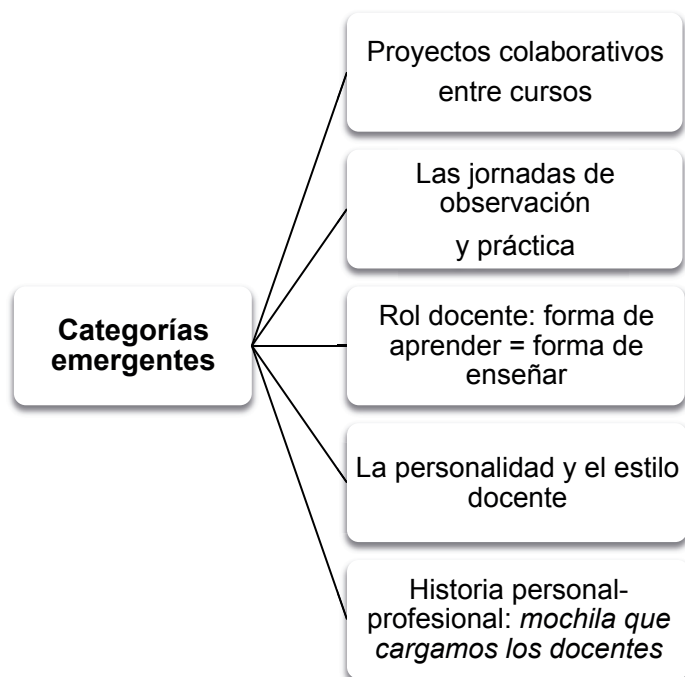 Proyectos colaborativos
entre cursos
Las jornadas de
observación
y práctica
Categorías
emergentes
Rol docente: forma de
aprender = forma de
enseñar
La personalidad y el estilo
docente
Historia personal-
profesional: mochila que
cargamos los docentes